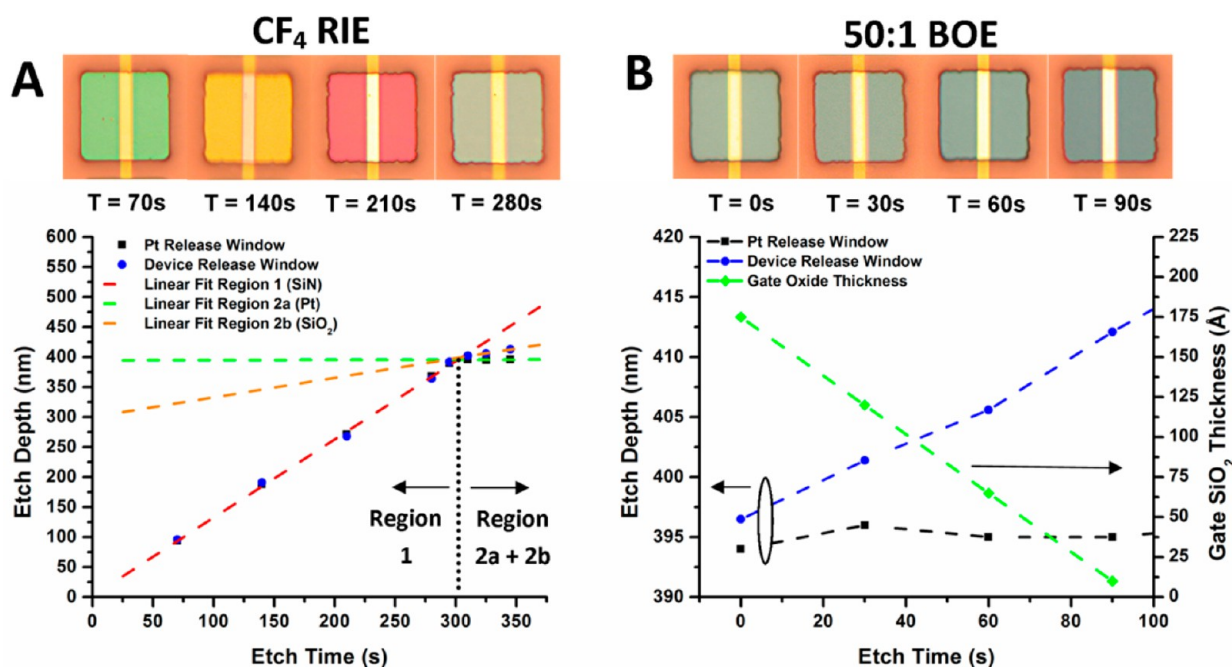 CF₄ RIE
A
T = 70s
T = 140s
T = 210s
T = 280s
600
550
500
450
400
350
300
250
200
150
100
50
0
Etch Depth (nm)
Pt Release Window
Device Release Window
Linear Fit Region 1 (SiN)
Linear Fit Region 2a (Pt)
Linear Fit Region 2b (SiO₂)
Region
1
Region
2a + 2b
0 50 100 150 200 250 300 350
Etch Time (s)
50:1 BOE
B
T = 0s
T = 30s
T = 60s
T = 90s
420
415
410
405
400
395
390
Etch Depth (nm)
Pt Release Window
Device Release Window
Gate Oxide Thickness
225
200
175
150
125
100
75
50
25
0
Gate SiO₂ Thickness (Å)
0 20 40 60 80 100
Etch Time (s)